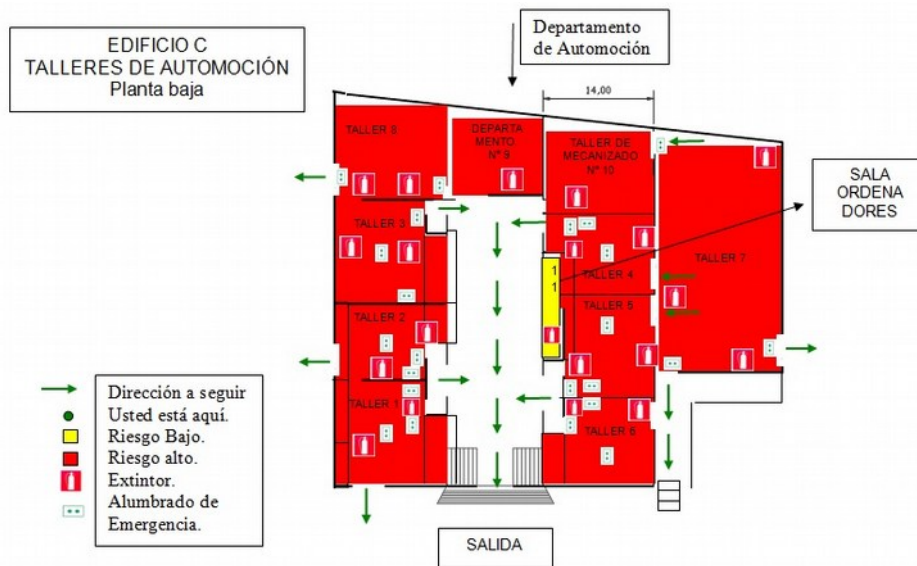 EDIFICIO C
TALLERES DE AUTOMOCIÓN
Planta baja
Departamento
de Automoción
14,00
TALLER 8
DEPARTA
MENTO.
Nº 9
TALLER DE
MECANIZADO
Nº 10
SALA
ORDENA
DORES
TALLER 3
TALLER 7
1
1
TALLER 4
TALLER 5
TALLER 2
TALLER 1
TALLER 6
Dirección a seguir
Usted está aquí.
Riesgo Bajo.
Riesgo alto.
Extintor.
Alumbrado de
Emergencia.
SALIDA